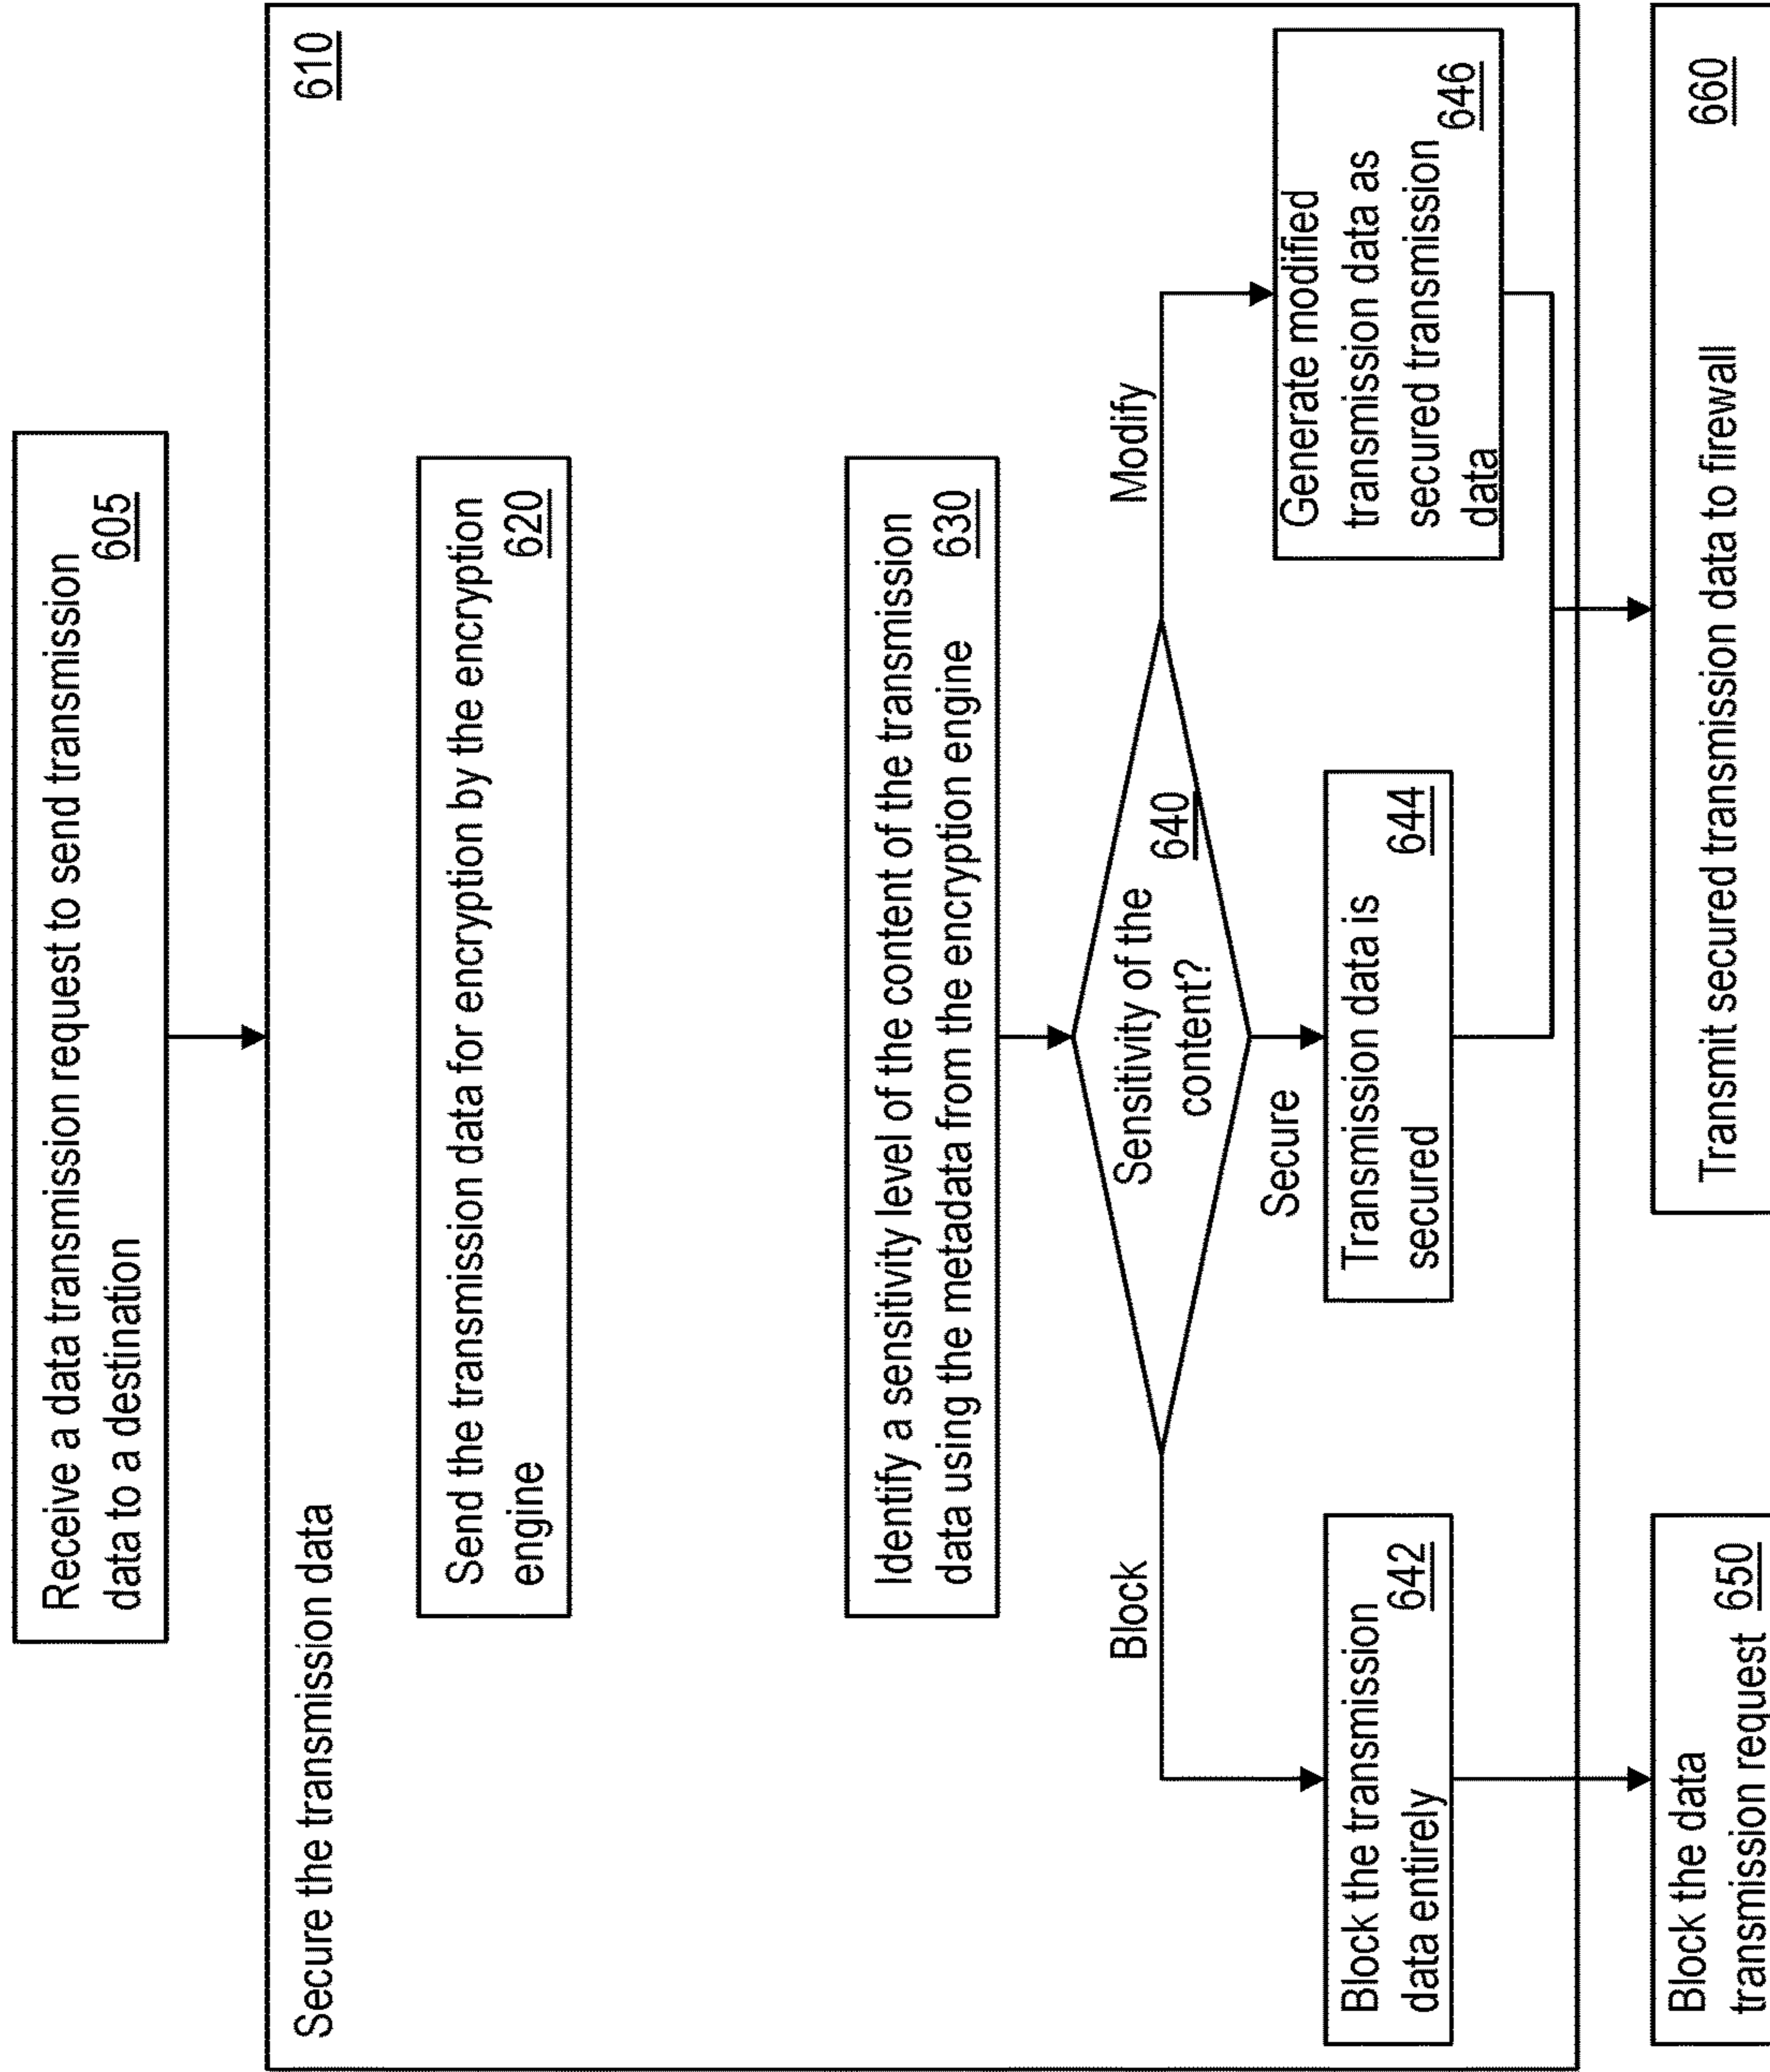 Receive a data transmission request to send transmission
data to a destination 605
Secure the transmission data 610
Send the transmission data for encryption by the encryption
engine 620
Identify a sensitivity level of the content of the transmission
data using the metadata from the encryption engine 630
Sensitivity of the 640
content?
Block
Secure
Modify
Block the transmission
data entirely 642
Transmission data is 644
secured
Generate modified
transmission data as
secured transmission
data 646
Block the data
transmission request 650
Transmit secured transmission data to firewall 660